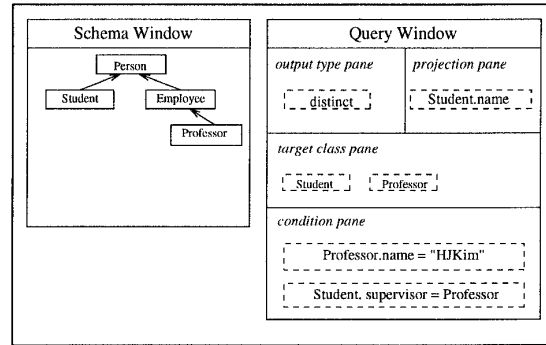 Schema Window
Person
Student
Employee
Professor
Query Window
output type pane
projection pane
distinct
Student.name
target class pane
Student
Professor
condition pane
Professor.name = "HJKim"
Student. supervisor = Professor